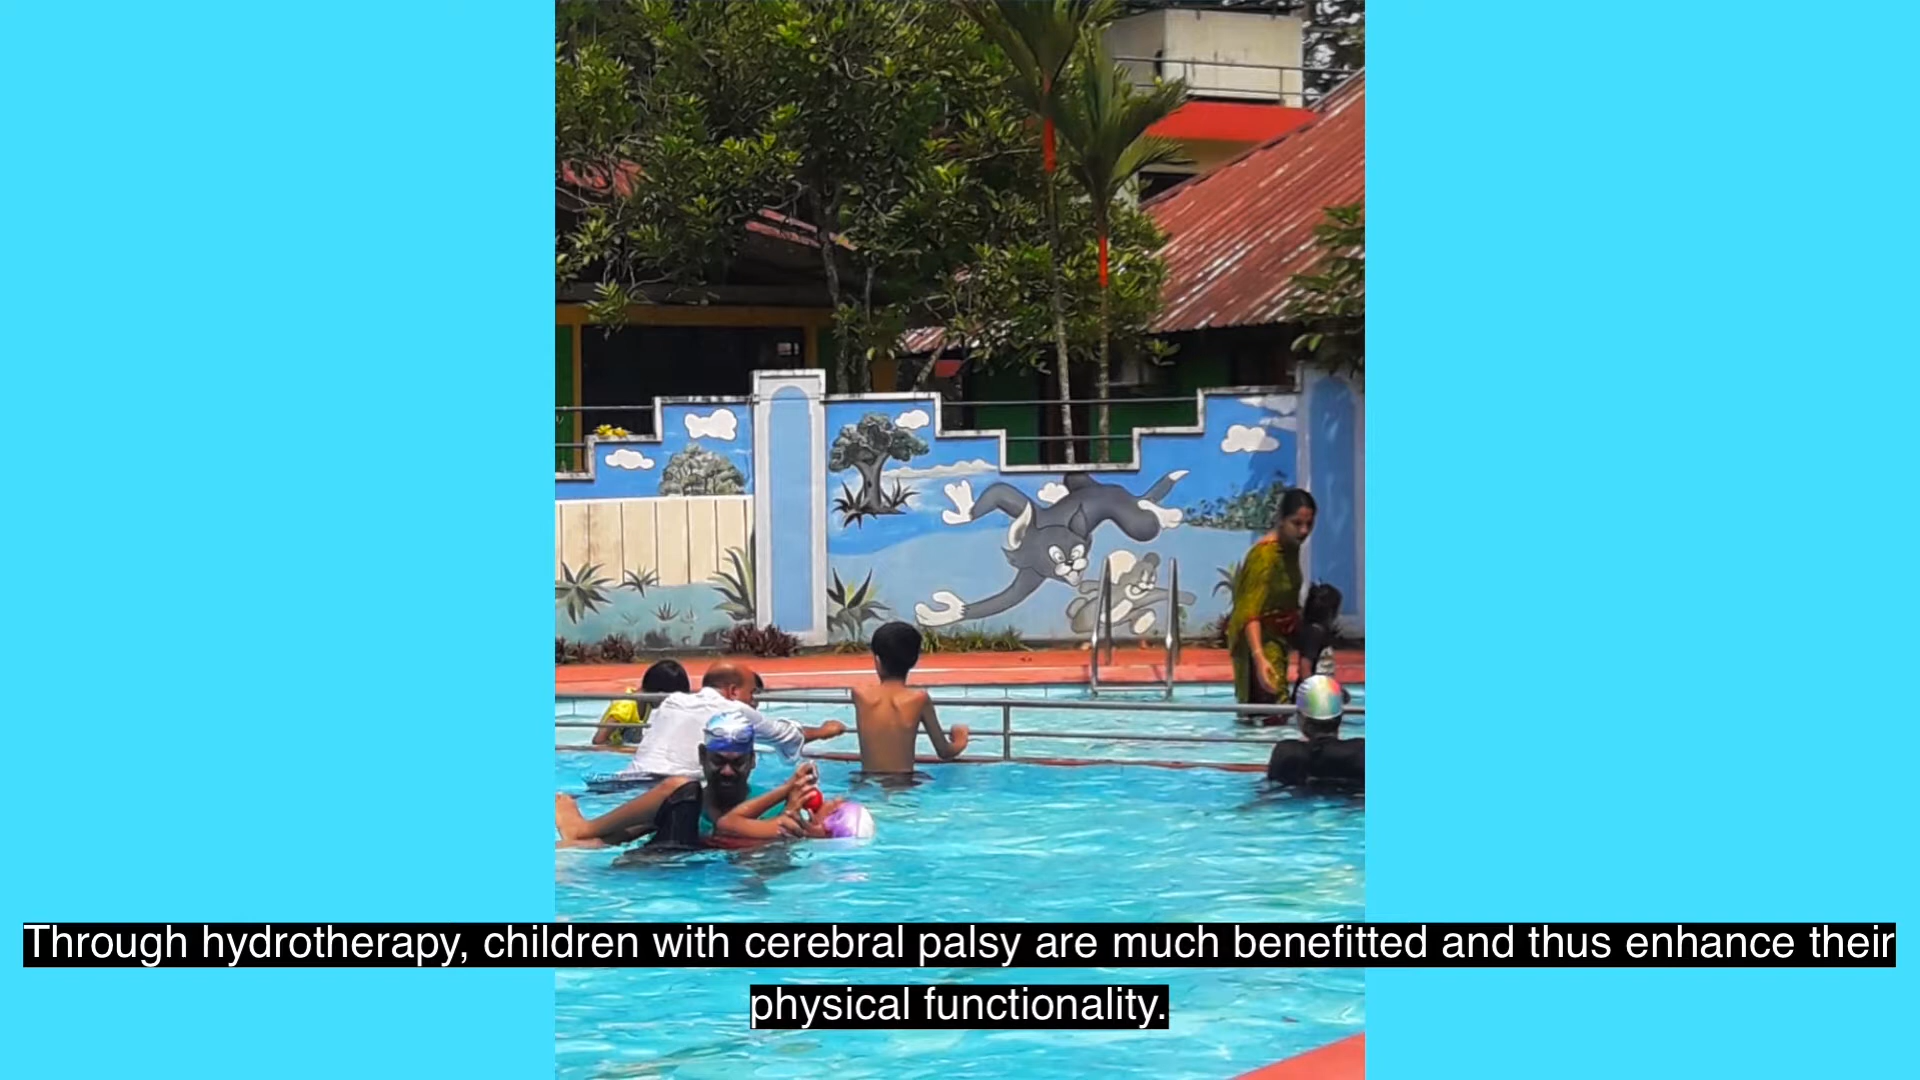 Through hydrotherapy, children with cerebral palsy are much benefitted and thus enhance their
physical functionality.